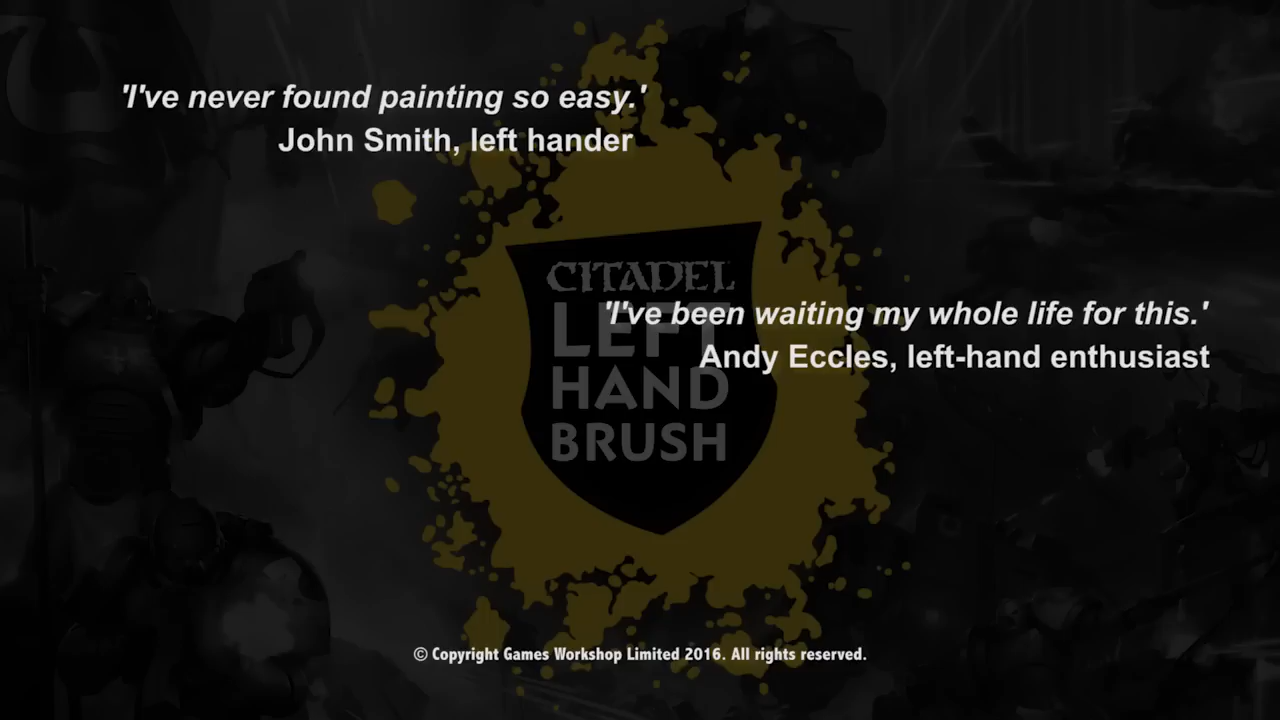 'I've never found painting so easy.'
John Smith, left hander
CITADEL
LEFT
HAND
BRUSH
'I've been waiting my whole life for this.'
Andy Eccles, left-hand enthusiast
© Copyright Games Workshop Limited 2016. All rights reserved.